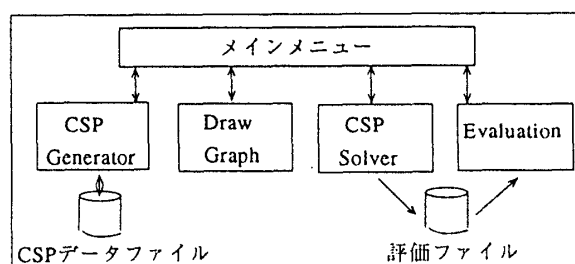 メインメニュー
CSP
Generator
Draw
Graph
CSP
Solver
Evaluation
CSPデータファイル
評価ファイル